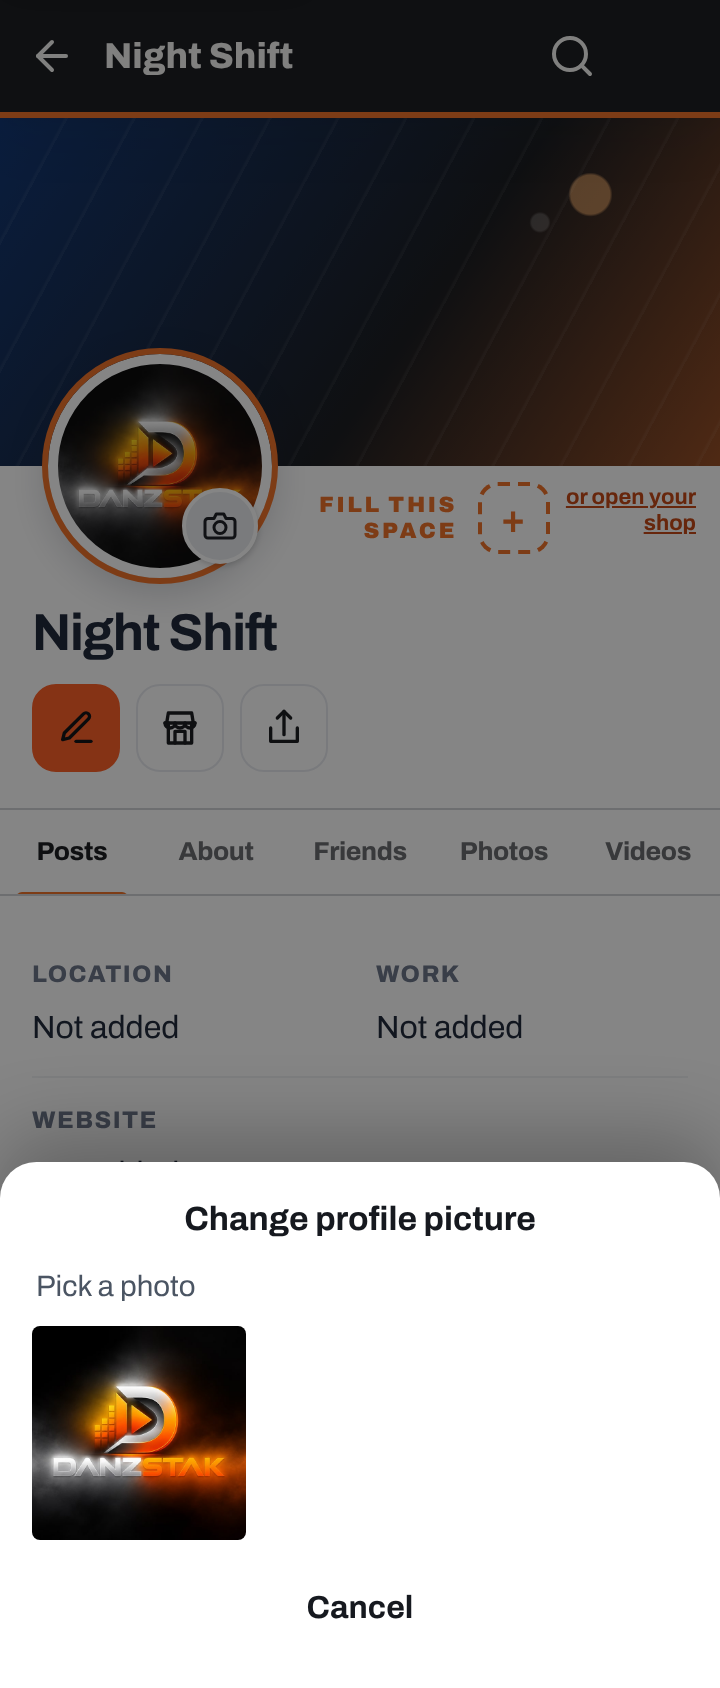 Night Shift
DANZST
FILL THIS
SPACE
+
or open your
shop
Night Shift
Posts
About
Friends
Photos
Videos
LOCATION
WORK
Not added
Not added
WEBSITE
Change profile picture
Pick a photo
DANZSTAK
Cancel